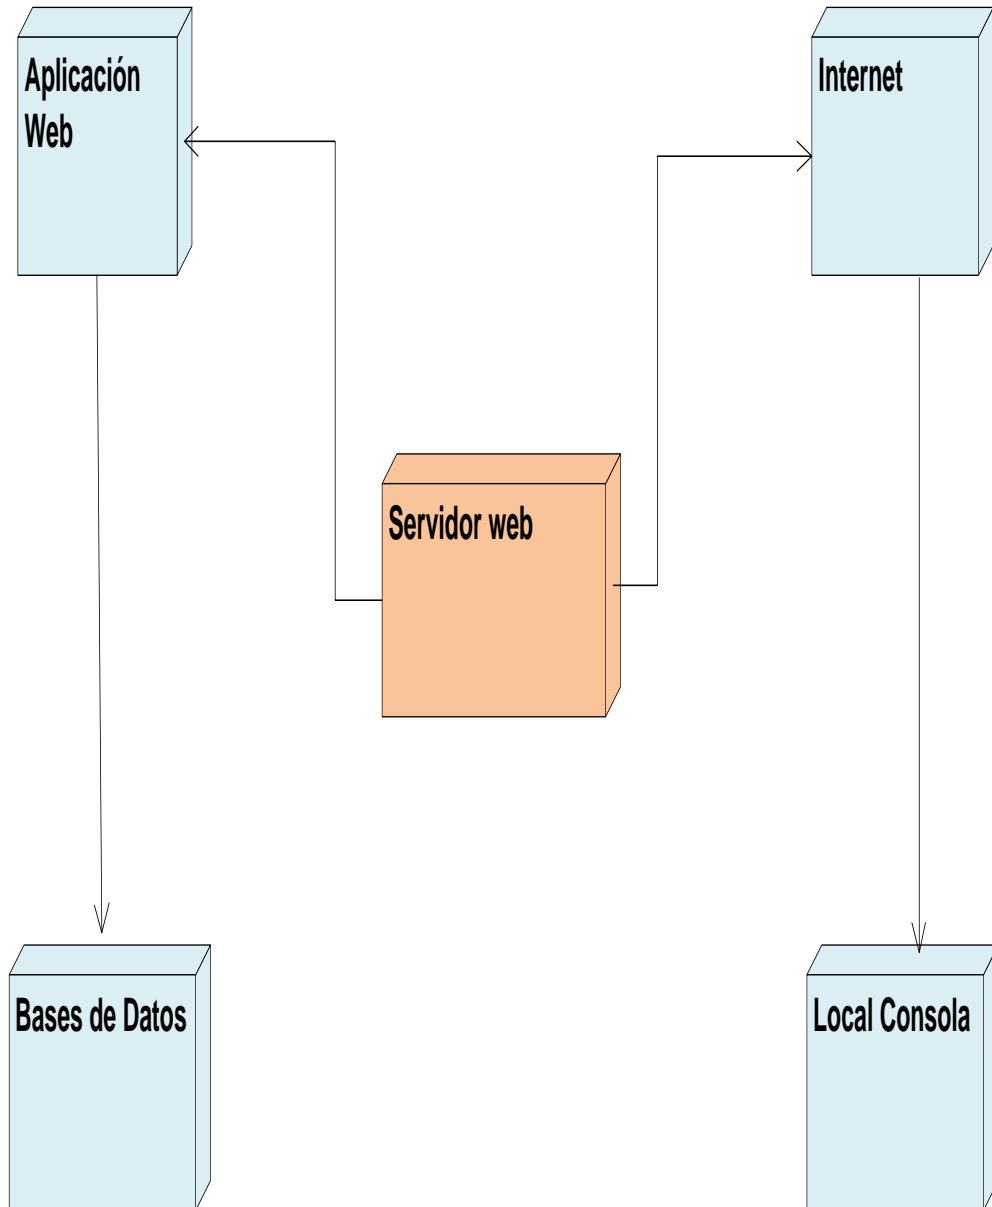 Aplicación
Web
Internet
Servidor web
Bases de Datos
Local Consola